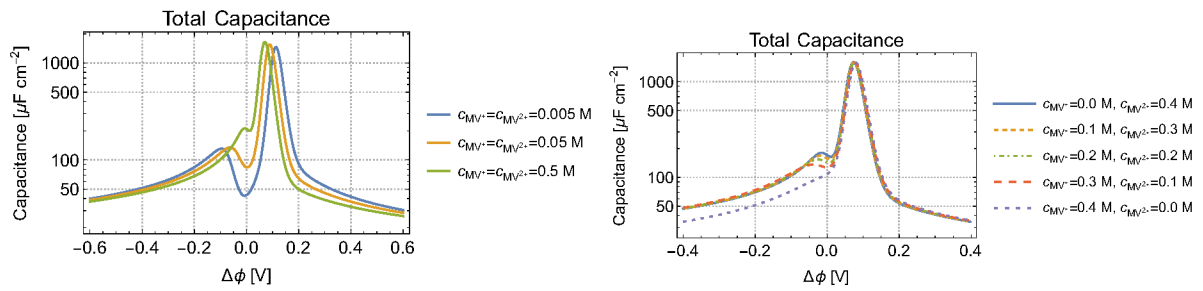 Total Capacitance
Capacitance [μF cm⁻²]
1000
500
100
50
−0.6 −0.4 −0.2 0.0 0.2 0.4 0.6
Δϕ [V]
c_MV⁺=c_MV²⁺=0.005 M
c_MV⁺=c_MV²⁺=0.05 M
c_MV⁺=c_MV²⁺=0.5 M
Total Capacitance
Capacitance [μF cm⁻²]
1000
500
100
50
−0.4 −0.2 0.0 0.2 0.4
Δϕ [V]
c_MV⁺=0.0 M, c_MV²⁺=0.4 M
c_MV⁺=0.1 M, c_MV²⁺=0.3 M
c_MV⁺=0.2 M, c_MV²⁺=0.2 M
c_MV⁺=0.3 M, c_MV²⁺=0.1 M
c_MV⁺=0.4 M, c_MV²⁺=0.0 M